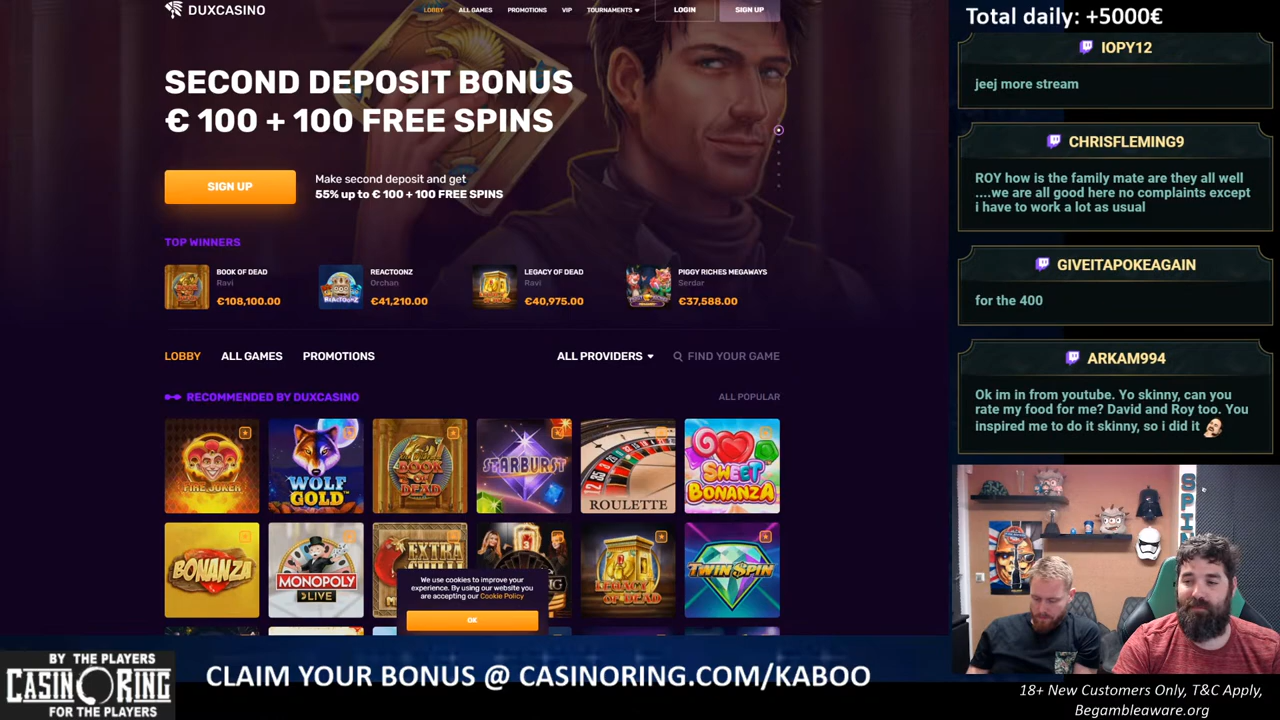 DUXCASINO
LOBBY
ALL GAMES
PROMOTIONS
VIP
TOURNAMENTS
LOGIN
SIGN UP
SECOND DEPOSIT BONUS
€ 100 + 100 FREE SPINS
SIGN UP
Make second deposit and get
55% up to € 100 + 100 FREE SPINS
TOP WINNERS
BOOK OF DEAD
Ravi
€108,100.00
REACTOONZ
Orchan
€41,210.00
LEGACY OF DEAD
Ravi
€40,975.00
PIGGY RICHES MEGAWAYS
Serdar
€37,588.00
LOBBY
ALL GAMES
PROMOTIONS
ALL PROVIDERS
FIND YOUR GAME
RECOMMENDED BY DUXCASINO
ALL POPULAR
FIRE JOKER
WOLF
GOLD
BOOK
OF
DEAD
STARBURST
ROULETTE
SWEET
BONANZA
BONANZA
MONOPOLY
LIVE
EXTRA
LEGACY
OF DEAD
TWIN SPIN
We use cookies to improve your
experience. By using our website you
are accepting our Cookie Policy
OK
BY THE PLAYERS
CASINORING
FOR THE PLAYERS
CLAIM YOUR BONUS @ CASINORING.COM/KABOO
Total daily: +5000€
IOPY12
jeej more stream
CHRISFLEMING9
ROY how is the family mate are they all well
....we are all good here no complaints except
i have to work a lot as usual
GIVEITAPOKEAGAIN
for the 400
ARKAM994
Ok im in from youtube. Yo skinny, can you
rate my food for me? David and Roy too. You
inspired me to do it skinny, so i did it
SPIN
18+ New Customers Only, T&C Apply,
Begambleaware.org